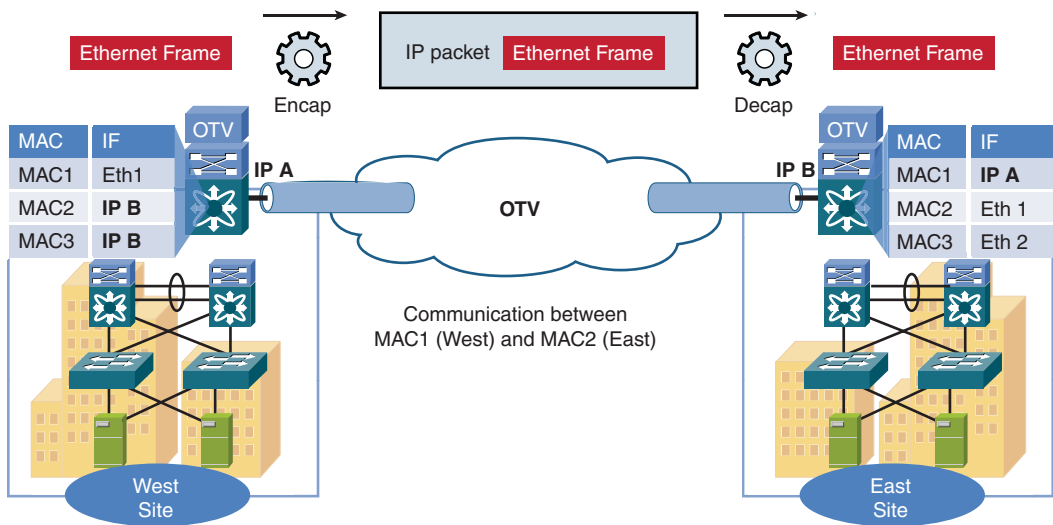 Ethernet Frame
Encap
IP packet Ethernet Frame
Decap
Ethernet Frame
OTV
MAC IF
MAC1 Eth1
MAC2 IP B
MAC3 IP B
IP A
OTV
IP B
OTV
MAC IF
MAC1 IP A
MAC2 Eth 1
MAC3 Eth 2
Communication between
MAC1 (West) and MAC2 (East)
West
Site
East
Site